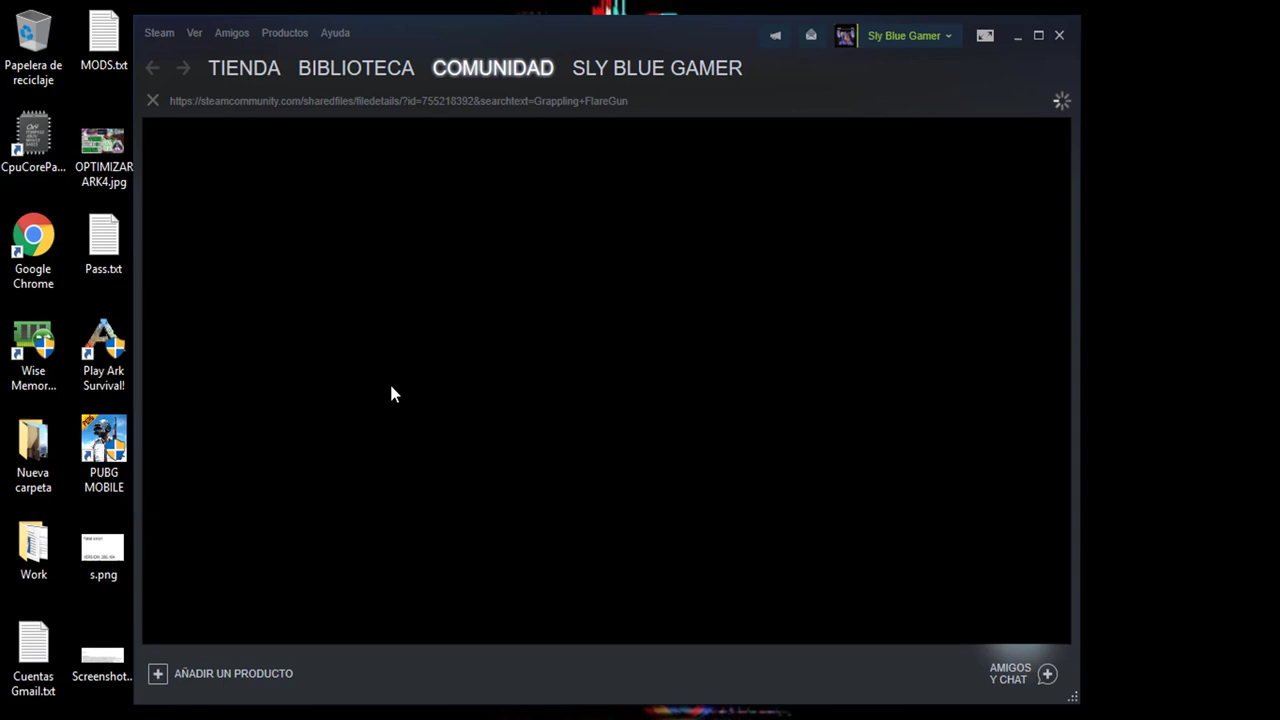 Steam Ver Amigos Productos Ayuda
Sly Blue Gamer
TIENDA BIBLIOTECA COMUNIDAD SLY BLUE GAMER
https://steamcommunity.com/sharedfiles/filedetails/?id=755218392&searchtext=Grappling+FlareGun
Papelera de
reciclaje
MODS.txt
CpuCorePa...
OPTIMIZAR
ARK4.jpg
Google
Chrome
Pass.txt
Wise
Memor...
Play Ark
Survival!
Nueva
carpeta
PUBG
MOBILE
Work
s.png
Cuentas
Gmail.txt
Screenshot...
AÑADIR UN PRODUCTO
AMIGOS
Y CHAT